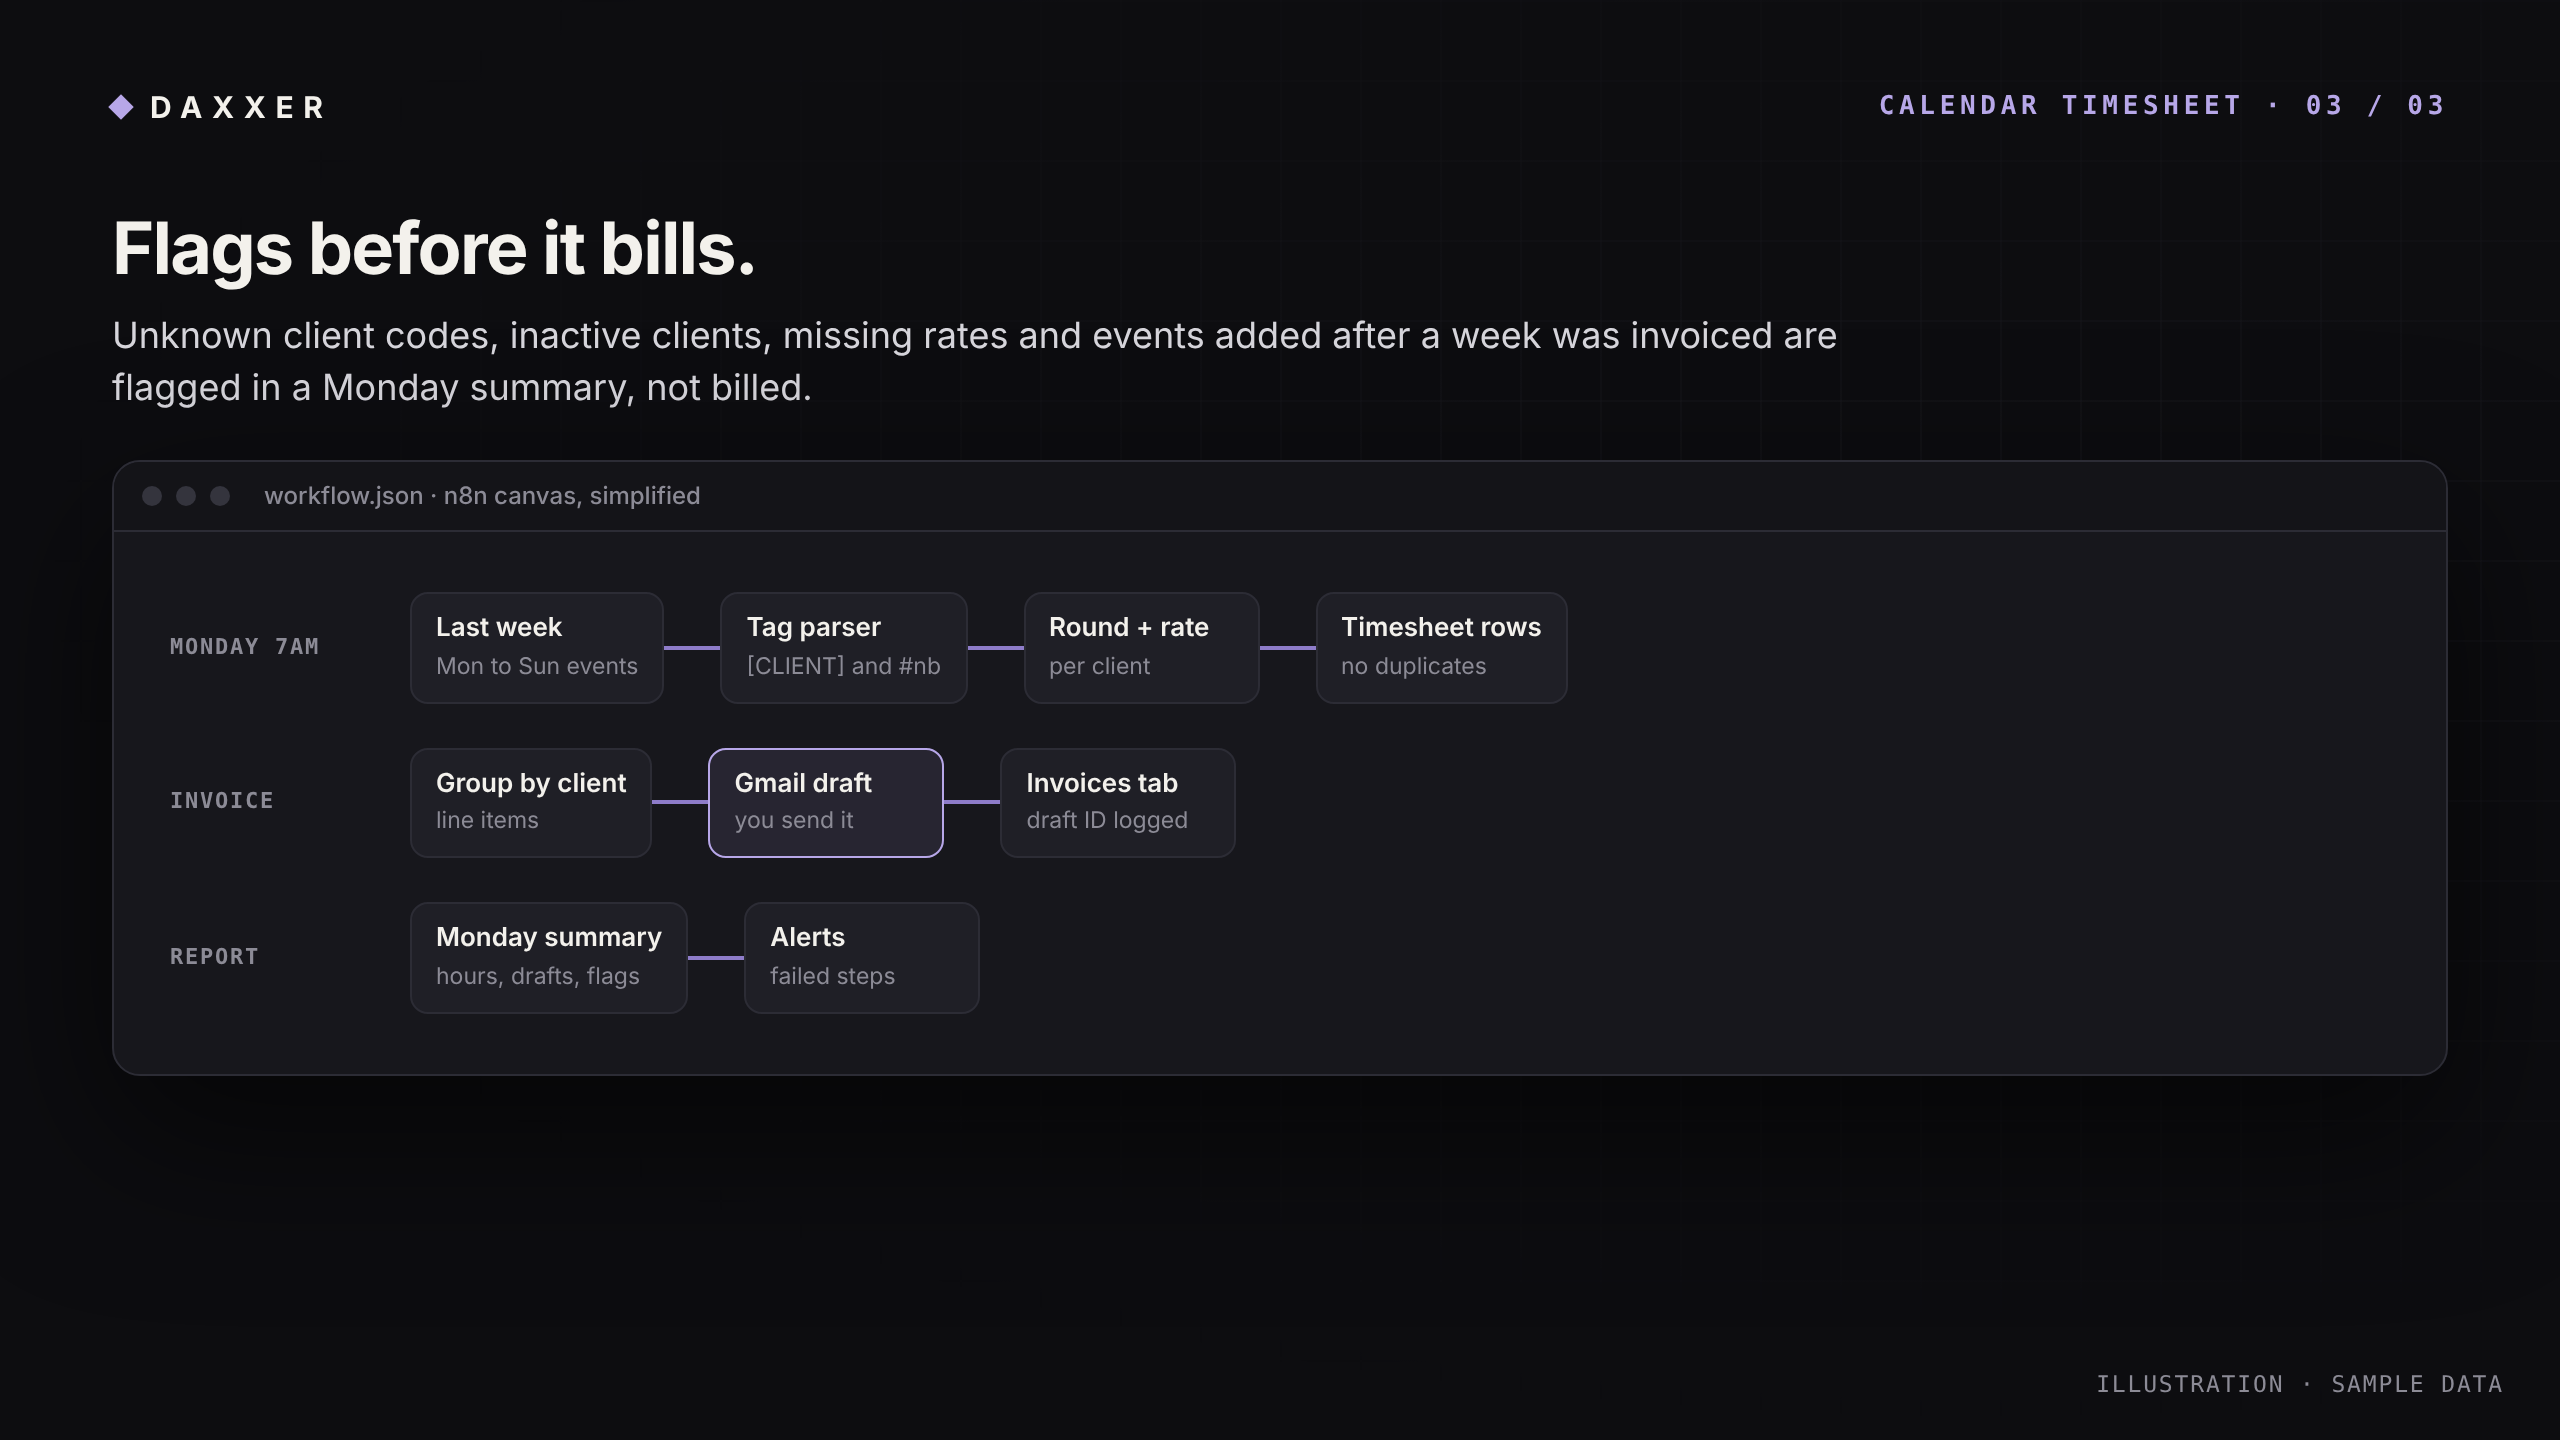 DAXXER
CALENDAR TIMESHEET · 03 / 03
Flags before it bills.
Unknown client codes, inactive clients, missing rates and events added after a week was invoiced are
flagged in a Monday summary, not billed.
workflow.json · n8n canvas, simplified
MONDAY 7AM
Last week
Mon to Sun events
Tag parser
[CLIENT] and #nb
Round + rate
per client
Timesheet rows
no duplicates
INVOICE
Group by client
line items
Gmail draft
you send it
Invoices tab
draft ID logged
REPORT
Monday summary
hours, drafts, flags
Alerts
failed steps
ILLUSTRATION · SAMPLE DATA